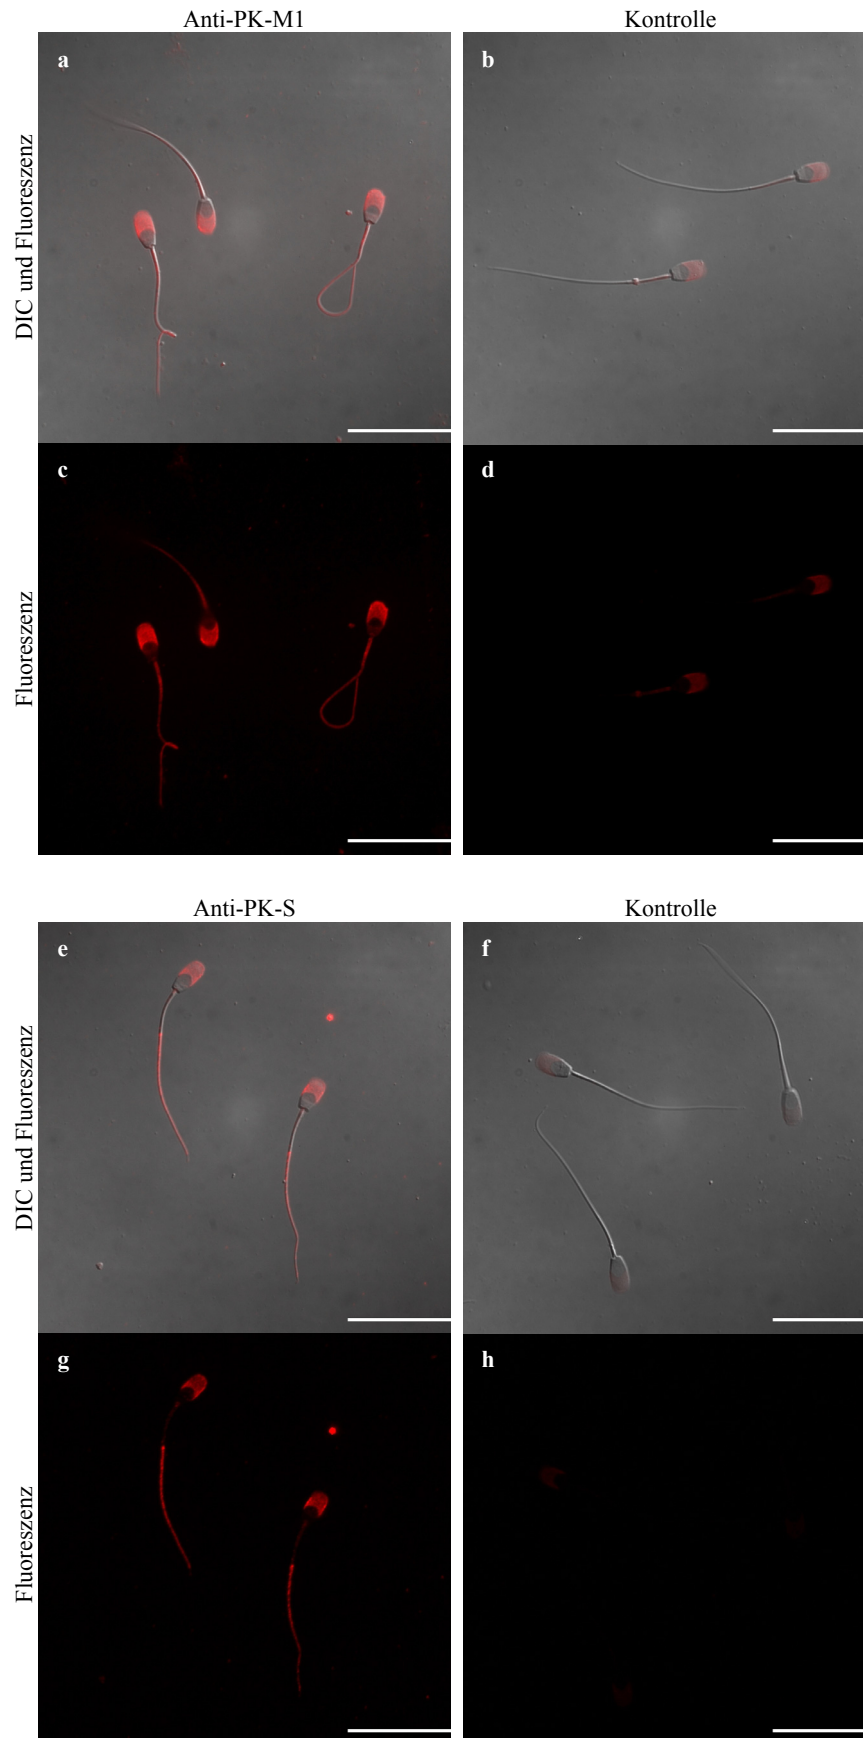 Anti-PK-M1
Kontrolle
DIC und Fluoreszenz
a
b
Fluoreszenz
c
d
Anti-PK-S
Kontrolle
DIC und Fluoreszenz
e
f
Fluoreszenz
g
h